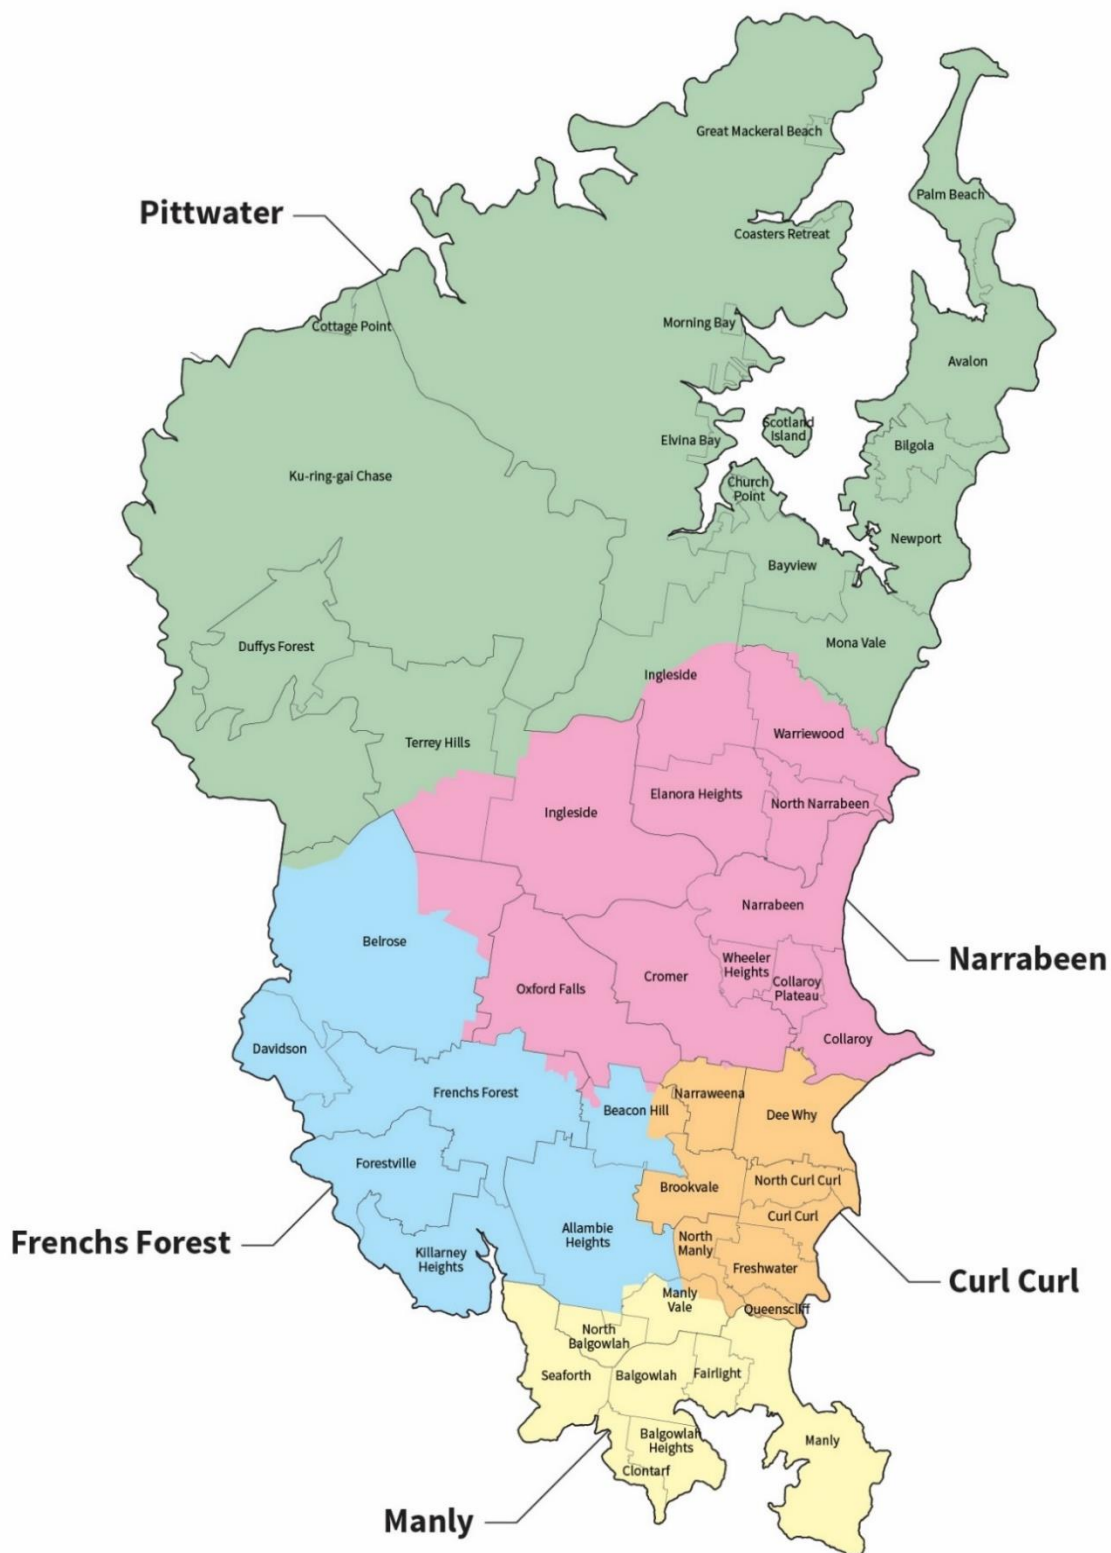 Great Mackeral Beach
Palm Beach
Pittwater
Coasters Retreat
Morning Bay
Cottage Point
Avalon
Scotland
Island
Elvina Bay
Bilgola
Ku-ring-gai Chase
Church
Point
Newport
Bayview
Duffys Forest
Mona Vale
Ingleside
Warriewood
Terrey Hills
Elanora Heights
North Narrabeen
Ingleside
Narrabeen
Belrose
Narrabeen
Wheeler
Heights
Cromer
Oxford Falls
Collaroy
Plateau
Collaroy
Davidson
Frenchs Forest
Narraweena
Beacon Hill
Dee Why
Forestville
North Curl Curl
Brookvale
Curl Curl
Allambie
Heights
North
Manly
Frenchs Forest
Killarney
Heights
Freshwater
Curl Curl
Manly
Vale
Queenscliff
North
Balgowlah
Seaforth
Balgowlah
Fairlight
Balgowlah
Heights
Manly
Clontarf
Manly